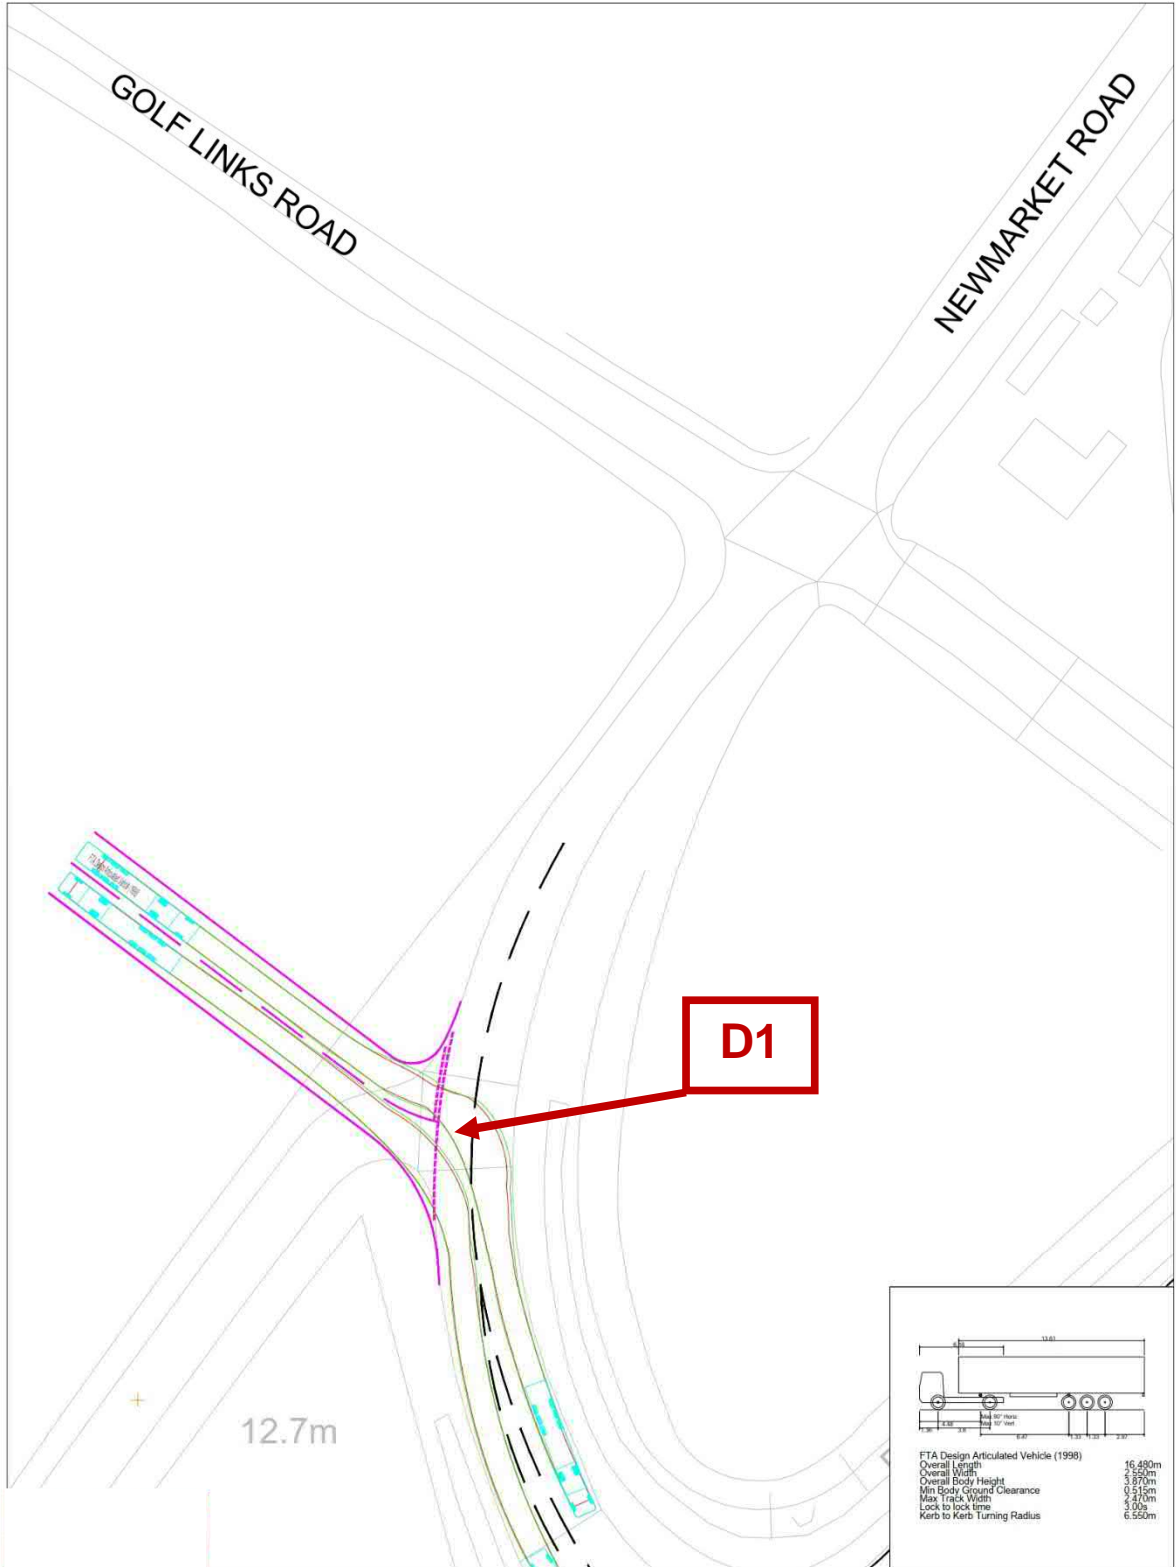 GOLF LINKS ROAD
NEWMARKET ROAD
D1
12.7m
13.61
FTA Design Articulated Vehicle (1998)
Overall Length 16.480m
Overall Width 2.550m
Overall Body Height 3.870m
Min Body Ground Clearance 0.515m
Max Track Width 2.470m
Lock to lock time 3.00s
Kerb to Kerb Turning Radius 6.550m